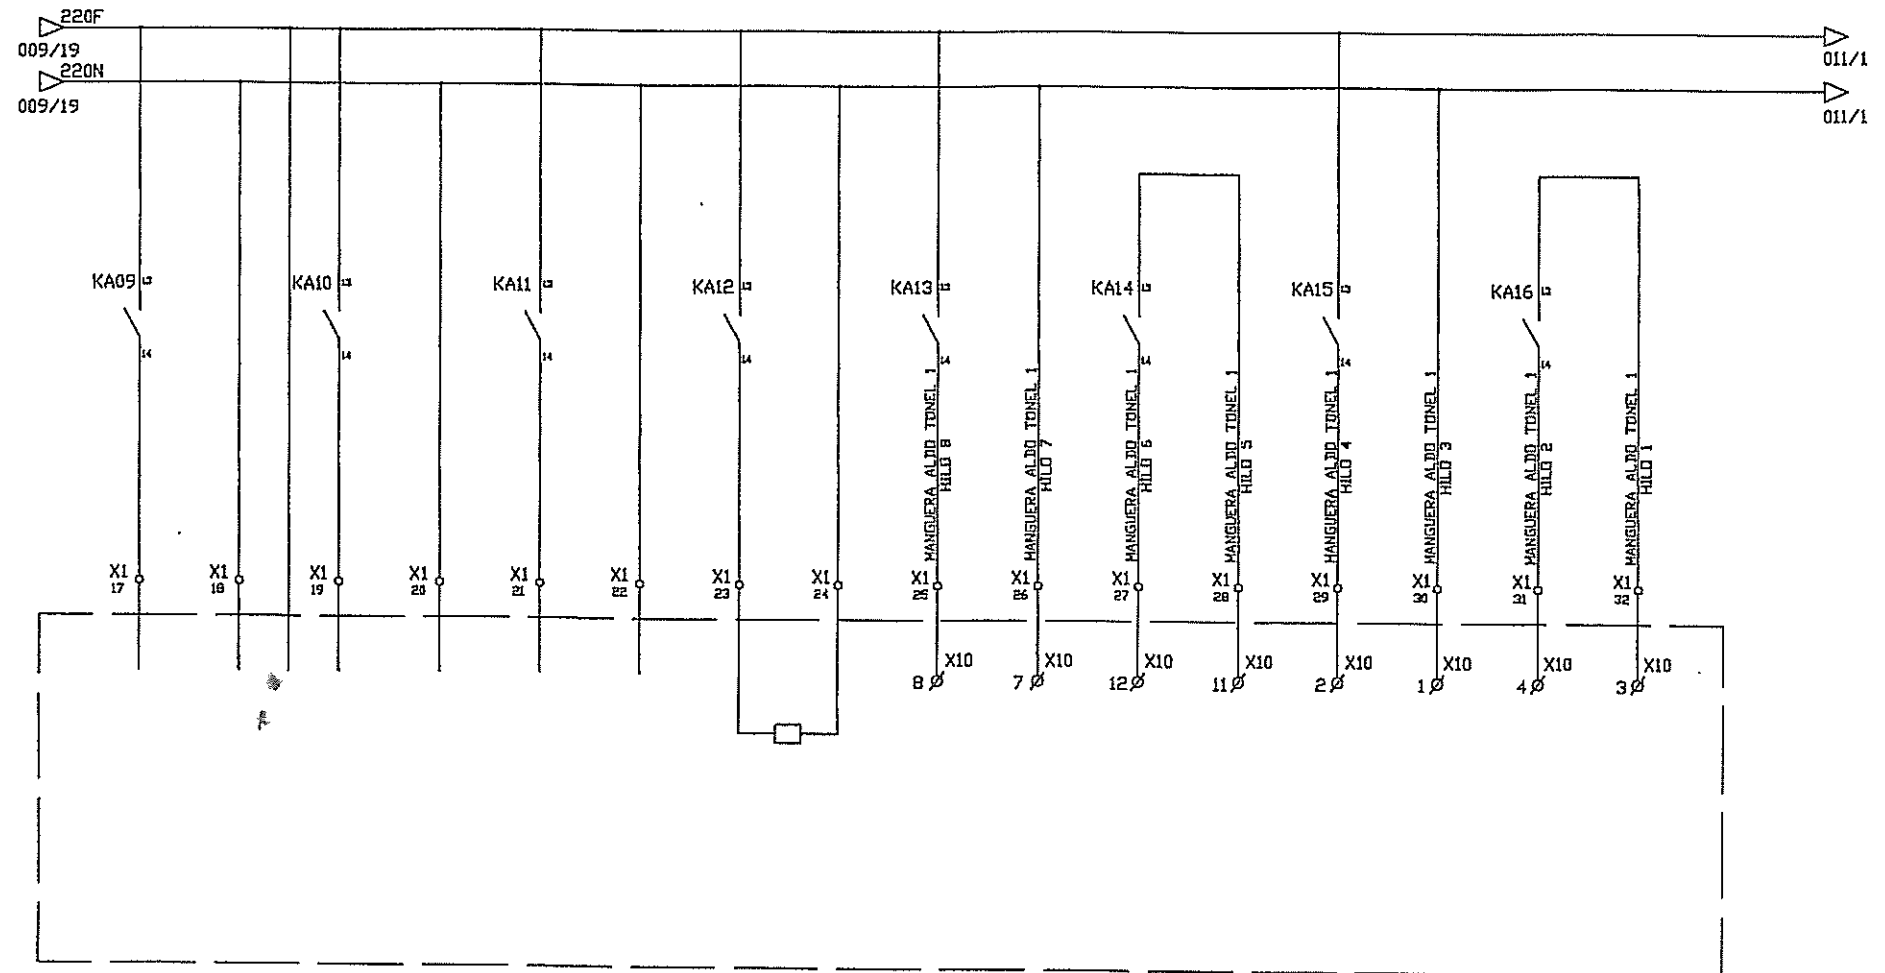 220F
009/19
011/1
220N
009/19
011/1
KA09
14
KA10
14
KA11
14
KA12
14
KA13
14
KA14
14
KA15
14
KA16
14
MANGUERA ALDO TONEL 1
HILO 8
MANGUERA ALDO TONEL 1
HILO 7
MANGUERA ALDO TONEL 1
HILO 6
MANGUERA ALDO TONEL 1
HILO 5
MANGUERA ALDO TONEL 1
HILO 4
MANGUERA ALDO TONEL 1
HILO 3
MANGUERA ALDO TONEL 1
HILO 2
MANGUERA ALDO TONEL 1
HILO 1
X1
17
X1
18
X1
19
X1
20
X1
21
X1
22
X1
23
X1
24
X1
25
X1
26
X1
27
X1
28
X1
29
X1
30
X1
31
X1
32
8 X10
7 X10
12 X10
11 X10
2 X10
1 X10
4 X10
3 X10